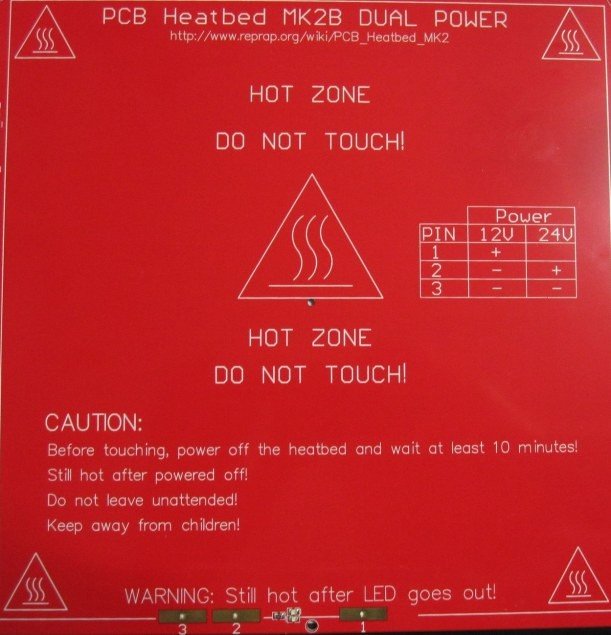 PCB Heatbed MK2B DUAL POWER
http://www.reprap.org/wiki/PCB_Heatbed_MK2
HOT ZONE
DO NOT TOUCH!
Power
PIN 12V 24V
1 +
2 - +
3 - -
HOT ZONE
DO NOT TOUCH!
CAUTION:
Before touching, power off the heatbed and wait at least 10 minutes!
Still hot after powered off!
Do not leave unattended!
Keep away from children!
WARNING: Still hot after LED goes out!
3 2 1